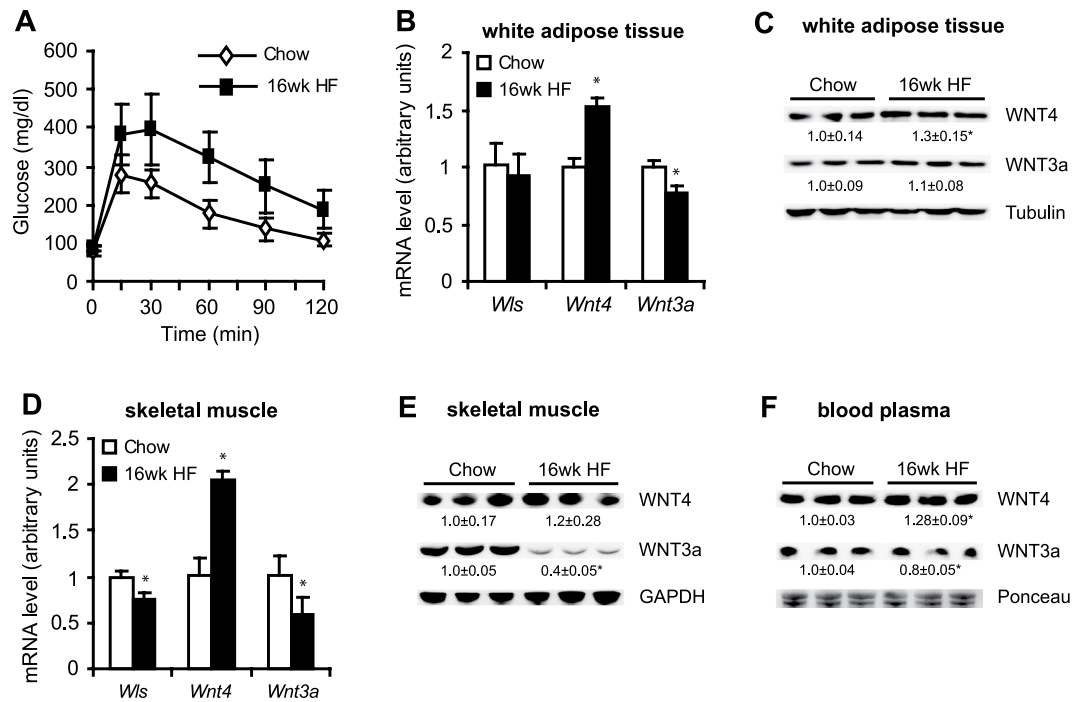 A
Glucose (mg/dl)
600
500
400
300
200
100
0
Chow
16wk HF
0
30
60
90
120
Time (min)
B
white adipose tissue
mRNA level (arbitrary units)
2
1.5
1
0.5
0
Chow
16wk HF
*
*
Wls
Wnt4
Wnt3a
C
white adipose tissue
Chow
16wk HF
WNT4
1.0±0.14
1.3±0.15*
WNT3a
1.0±0.09
1.1±0.08
Tubulin
D
skeletal muscle
mRNA level (arbitrary units)
2.5
2
1.5
1
0.5
0
Chow
16wk HF
*
*
*
Wls
Wnt4
Wnt3a
E
skeletal muscle
Chow
16wk HF
WNT4
1.0±0.17
1.2±0.28
WNT3a
1.0±0.05
0.4±0.05*
GAPDH
F
blood plasma
Chow
16wk HF
WNT4
1.0±0.03
1.28±0.09*
WNT3a
1.0±0.04
0.8±0.05*
Ponceau